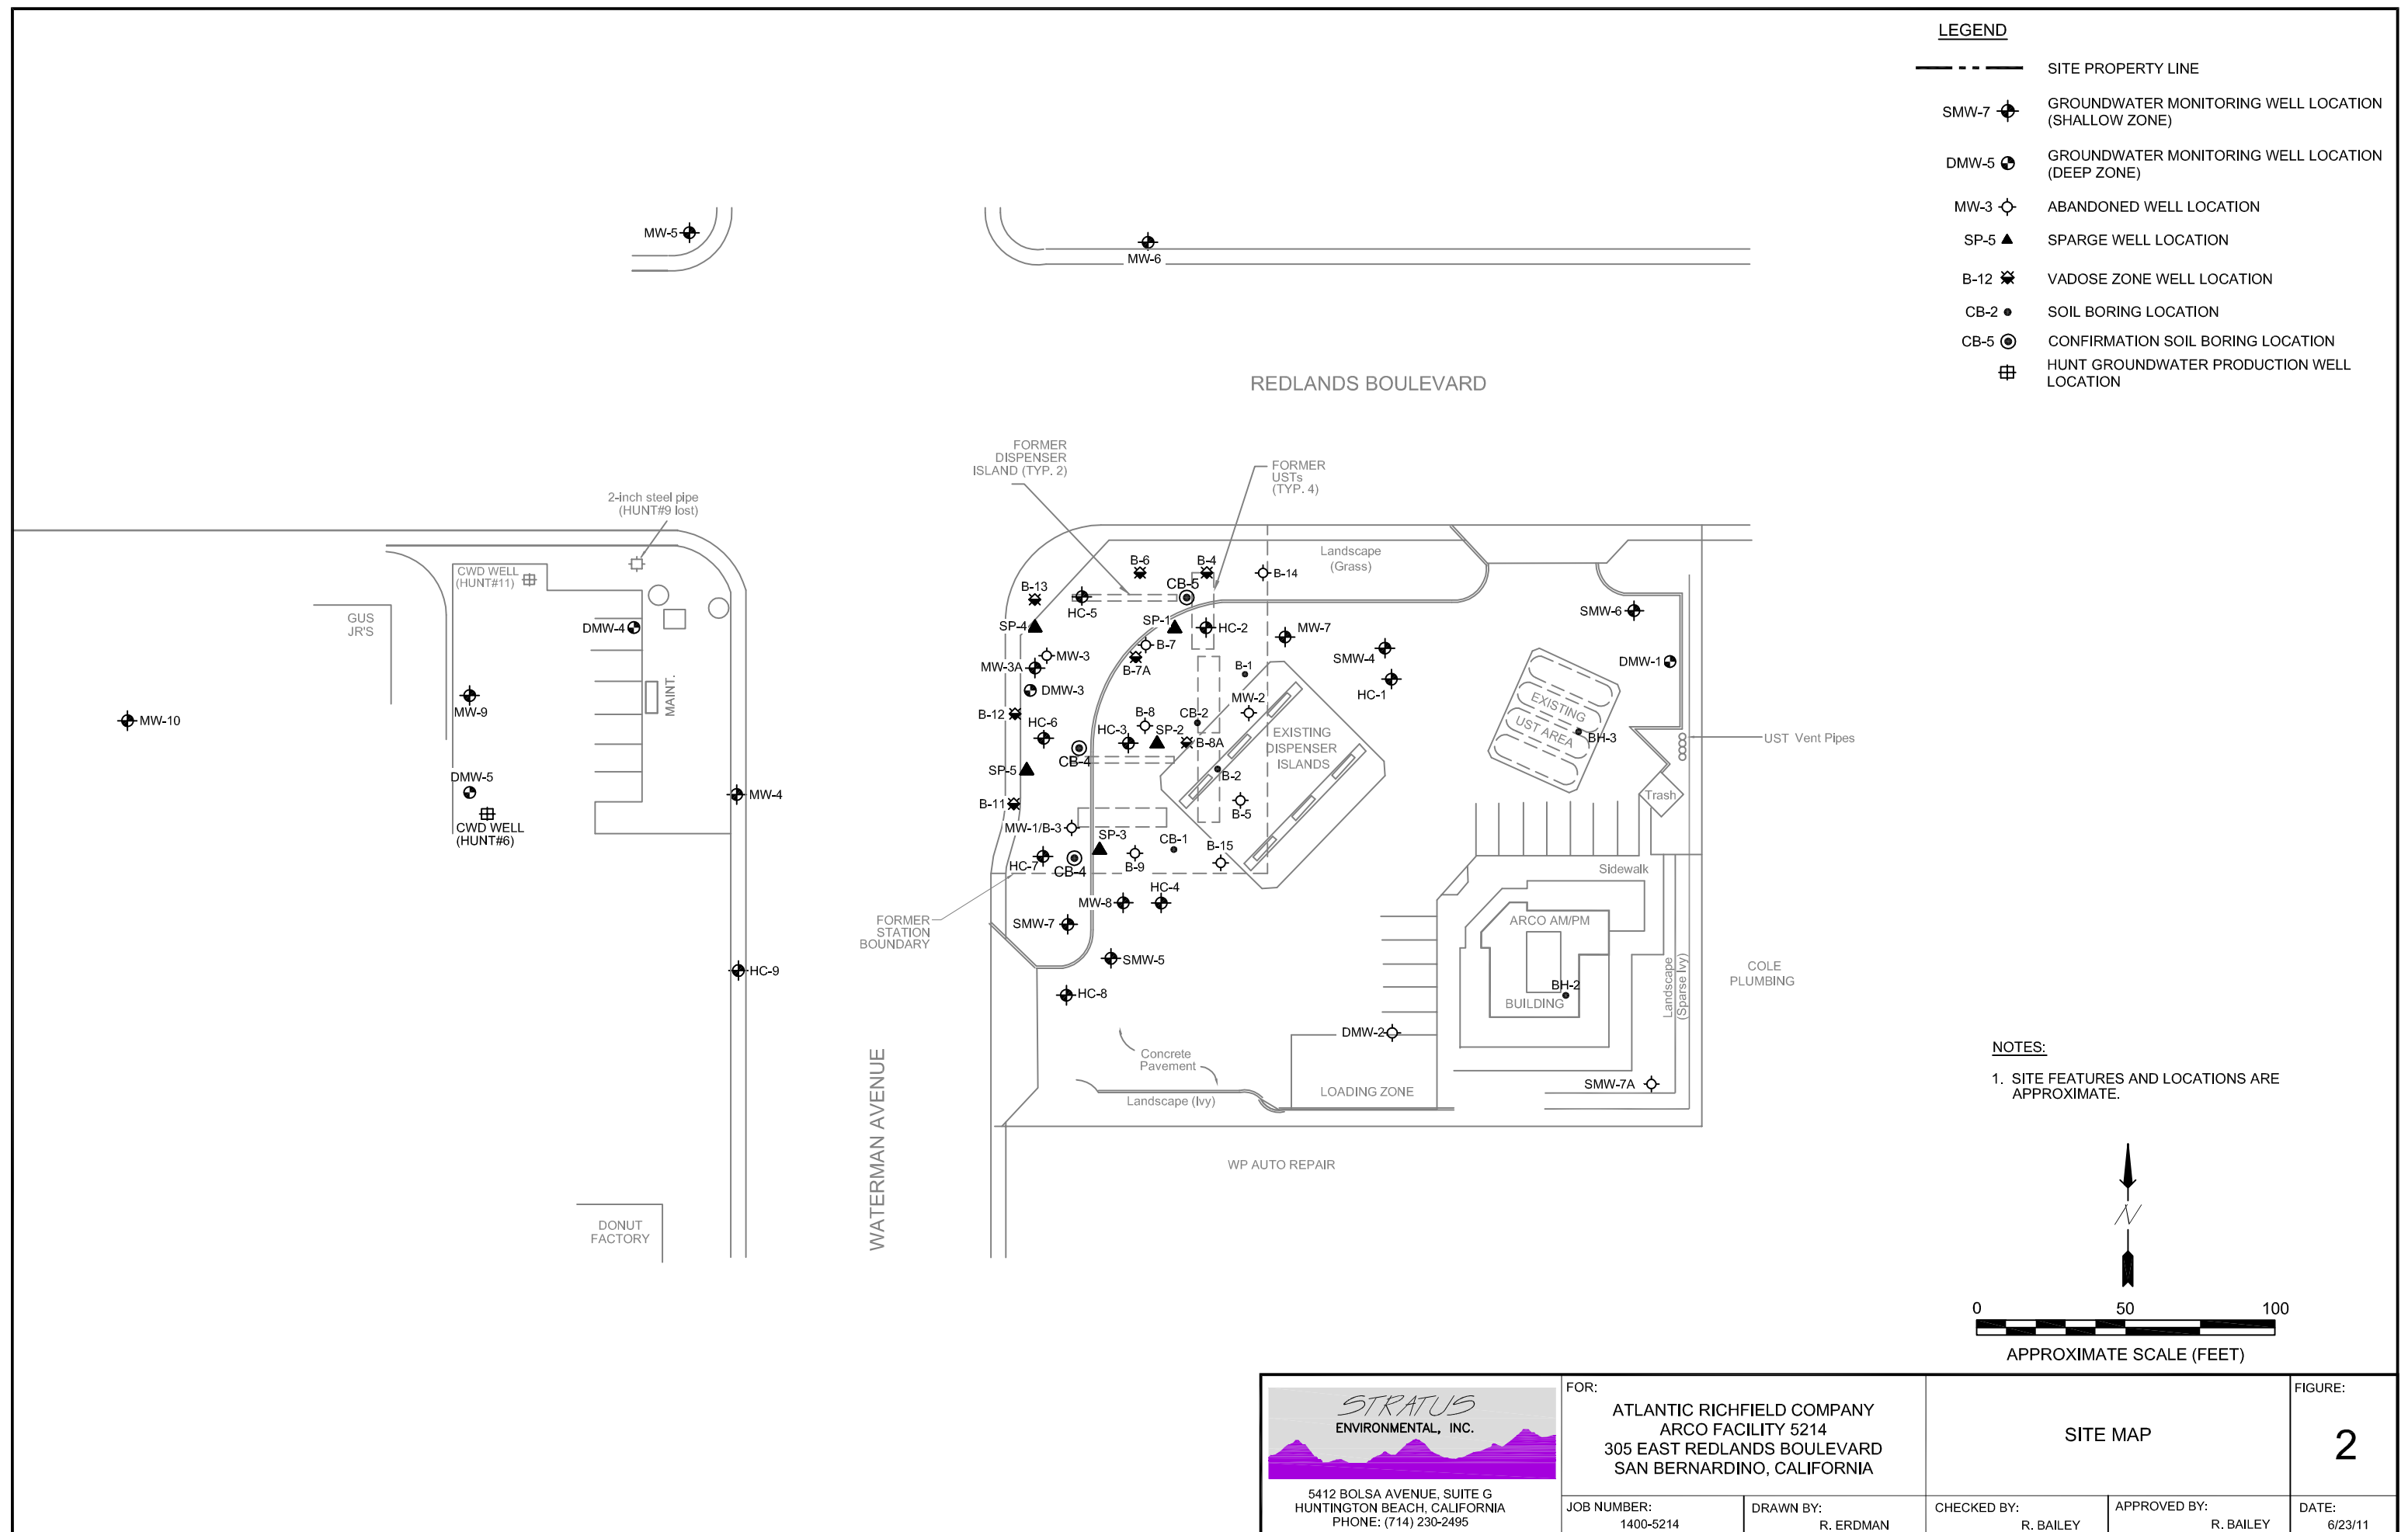 LEGEND
SITE PROPERTY LINE
SMW-7
GROUNDWATER MONITORING WELL LOCATION
(SHALLOW ZONE)
DMW-5
GROUNDWATER MONITORING WELL LOCATION
(DEEP ZONE)
MW-3
ABANDONED WELL LOCATION
SP-5
SPARGE WELL LOCATION
B-12
VADOSE ZONE WELL LOCATION
CB-2
SOIL BORING LOCATION
CB-5
CONFIRMATION SOIL BORING LOCATION
HUNT GROUNDWATER PRODUCTION WELL
LOCATION
MW-5
MW-6
REDLANDS BOULEVARD
FORMER
DISPENSER
ISLAND (TYP. 2)
FORMER
USTs
(TYP. 4)
2-inch steel pipe
(HUNT#9 lost)
CWD WELL
(HUNT#11)
GUS
JR'S
DMW-4
MAINT.
MW-9
MW-10
DMW-5
CWD WELL
(HUNT#6)
MW-4
HC-9
B-6
B-4
B-14
Landscape
(Grass)
B-13
CB-5
HC-5
SP-4
SP-1
HC-2
MW-7
B-7
MW-3
MW-3A
B-7A
B-1
SMW-4
HC-1
DMW-3
MW-2
B-12
HC-6
B-8
CB-2
HC-3
SP-2
B-8A
CB-4
SP-5
B-2
EXISTING
DISPENSER
ISLANDS
B-11
B-5
MW-1/B-3
SP-3
CB-1
B-15
HC-7
CB-4
B-9
HC-4
MW-8
SMW-7
SMW-5
HC-8
FORMER
STATION
BOUNDARY
SMW-6
DMW-1
EXISTING
UST AREA
BH-3
UST Vent Pipes
Trash
Sidewalk
ARCO AM/PM
BH-2
BUILDING
Landscape
(Sparse Ivy)
COLE
PLUMBING
DMW-2
Concrete
Pavement
LOADING ZONE
SMW-7A
Landscape (Ivy)
WATERMAN AVENUE
WP AUTO REPAIR
DONUT
FACTORY
NOTES:
1. SITE FEATURES AND LOCATIONS ARE
APPROXIMATE.
N
0 50 100
APPROXIMATE SCALE (FEET)
STRATUS
ENVIRONMENTAL, INC.
5412 BOLSA AVENUE, SUITE G
HUNTINGTON BEACH, CALIFORNIA
PHONE: (714) 230-2495
FOR:
ATLANTIC RICHFIELD COMPANY
ARCO FACILITY 5214
305 EAST REDLANDS BOULEVARD
SAN BERNARDINO, CALIFORNIA
SITE MAP
FIGURE:
2
JOB NUMBER:
1400-5214
DRAWN BY:
R. ERDMAN
CHECKED BY:
R. BAILEY
APPROVED BY:
R. BAILEY
DATE:
6/23/11